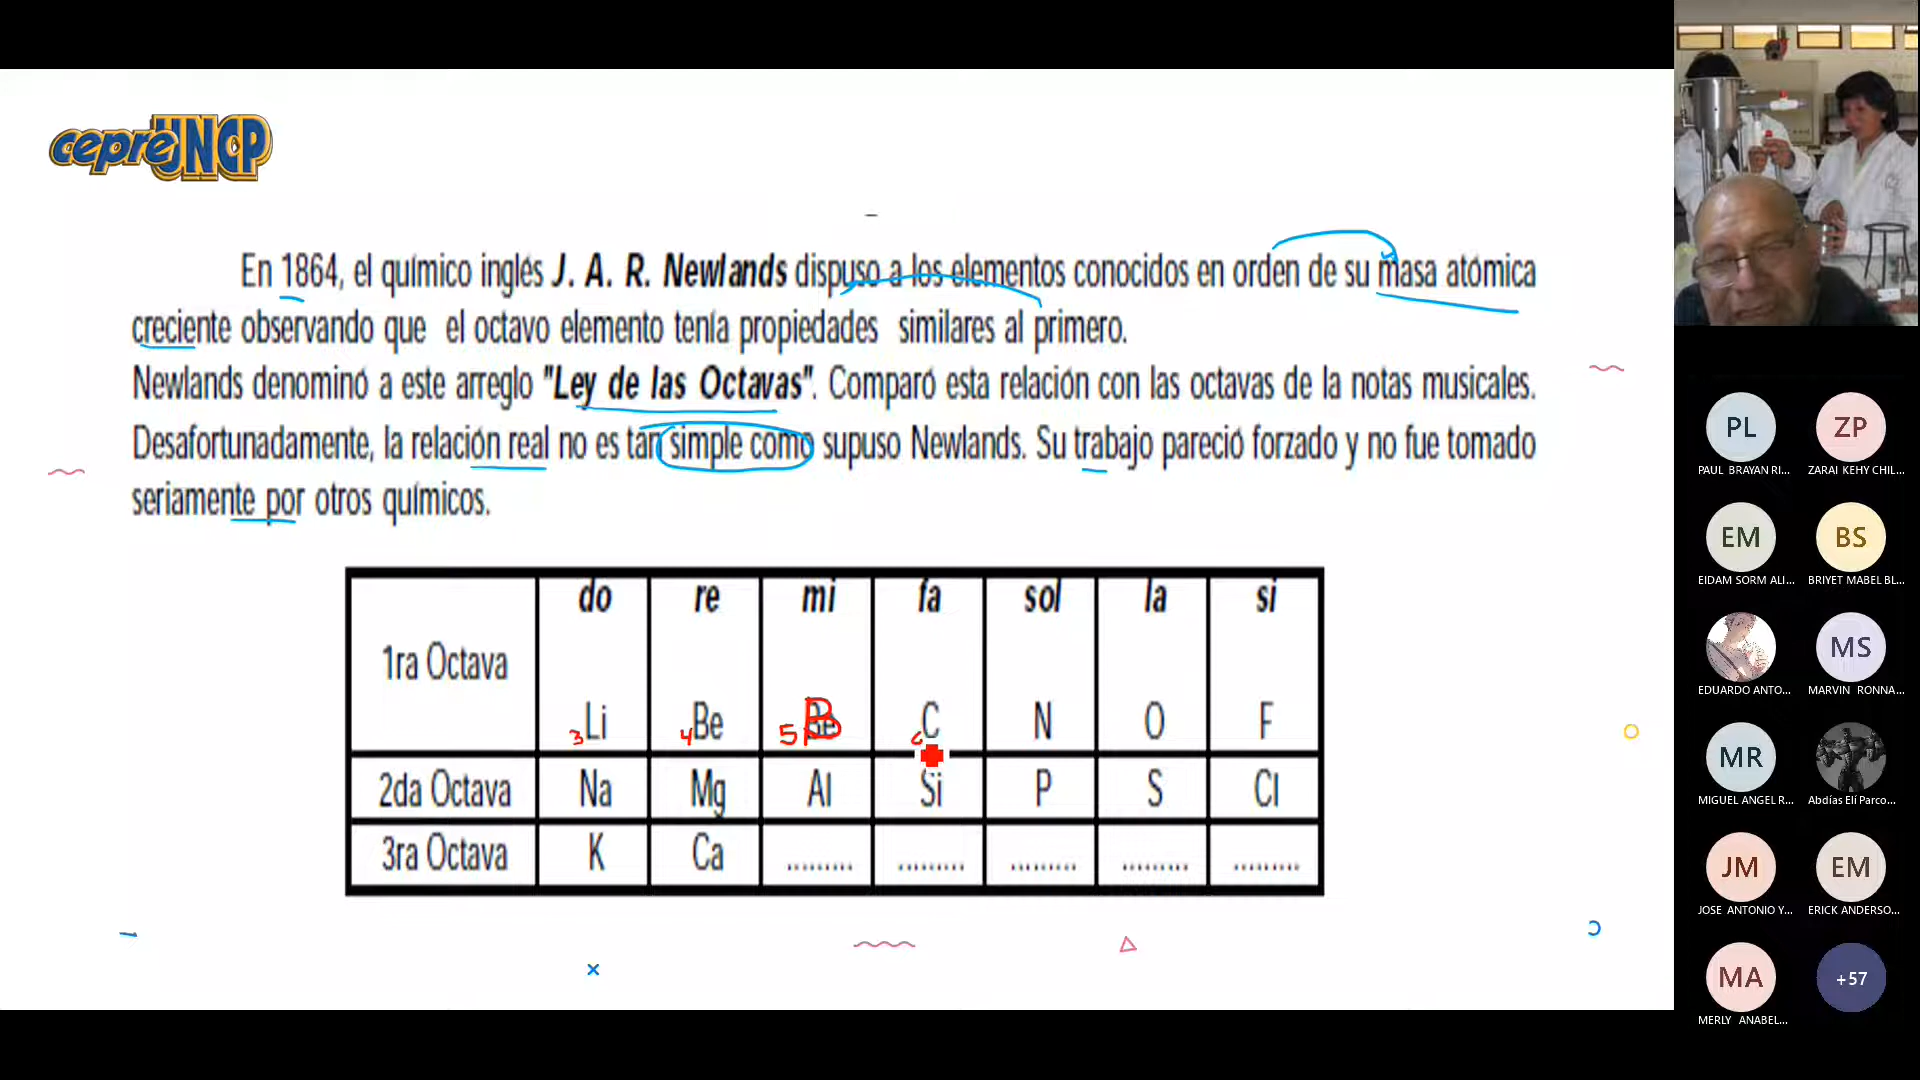 cepreUNCP
En 1864, el químico inglés J. A. R. Newlands dispuso a los elementos conocidos en orden de su masa atómica
creciente observando que el octavo elemento tenía propiedades similares al primero.
Newlands denominó a este arreglo "Ley de las Octavas". Comparó esta relación con las octavas de la notas musicales.
Desafortunadamente, la relación real no es tan simple como supuso Newlands. Su trabajo pareció forzado y no fue tomado
seriamente por otros químicos.
do re mi fa sol la si
1ra Octava
3 Li 4 Be 5 B C N O F
2da Octava Na Mg Al Si P S Cl
3ra Octava K Ca ......... ......... ......... ......... .........
PL ZP
PAUL BRAYAN RI... ZARAI KEHY CHIL...
EM BS
EIDAM SORM ALI... BRIYET MABEL BL...
MS
EDUARDO ANTO... MARVIN RONNA...
MR
MIGUEL ANGEL R... Abdías Elí Parco...
JM EM
JOSE ANTONIO Y... ERICK ANDERSO...
MA +57
MERLY ANABEL...